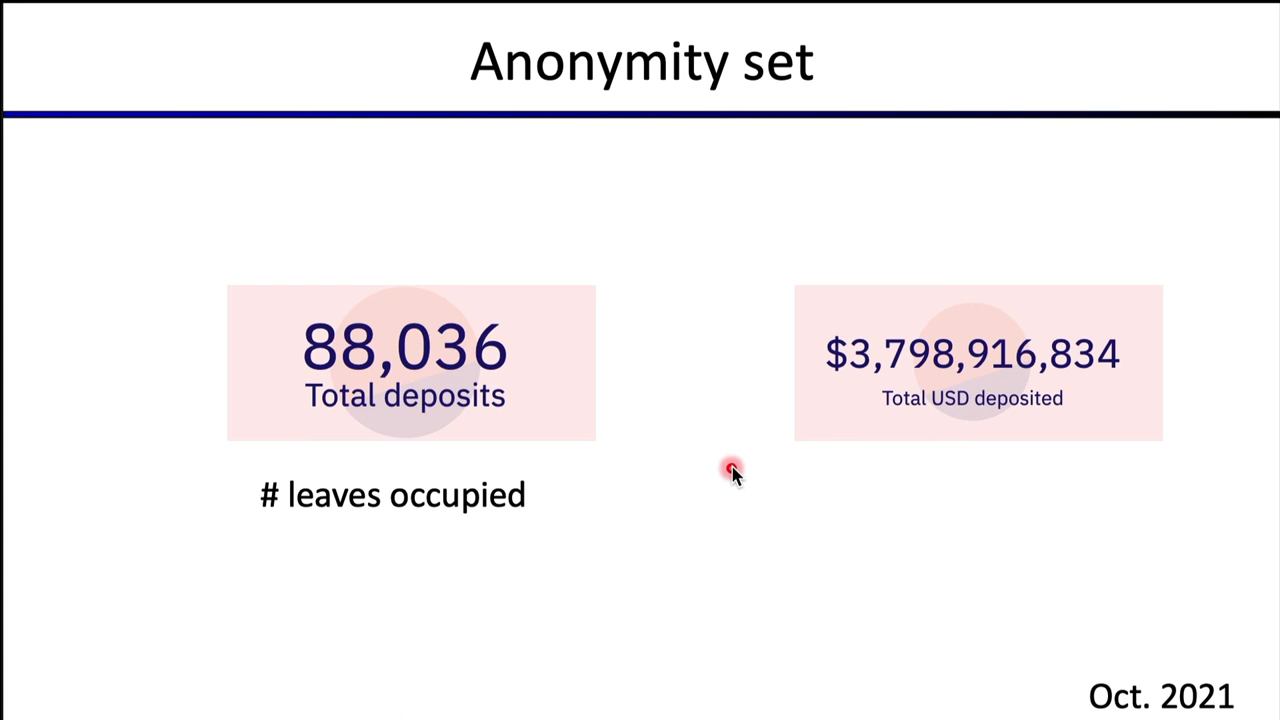 Anonymity set
88,036
Total deposits
$3,798,916,834
Total USD deposited
# leaves occupied
Oct. 2021